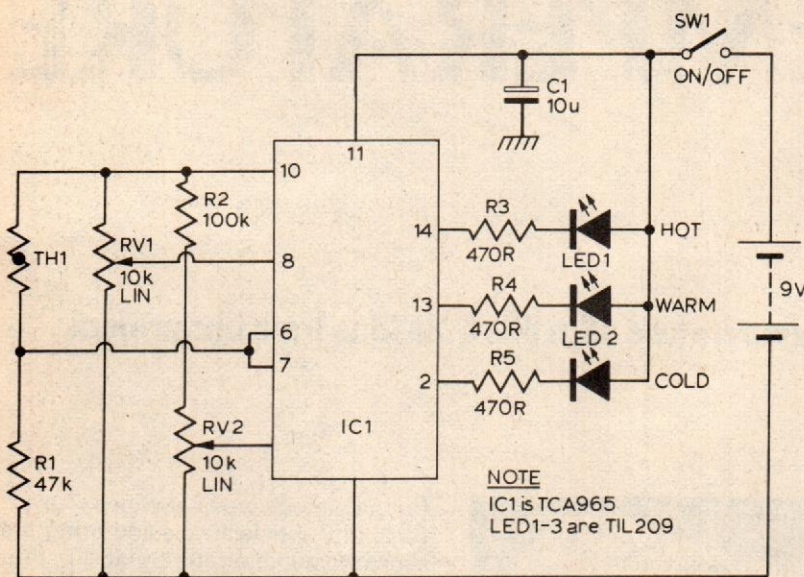 SW1
ON/OFF
C1
10u
11
10
R2
100k
TH1
RV1
10k
LIN
8
14
R3
470R
LED1
HOT
6
7
13
R4
470R
LED 2
WARM
9V
2
R5
470R
COLD
RV2
10k
LIN
R1
47k
IC1
NOTE
IC1 is TCA965
LED1-3 are TIL209